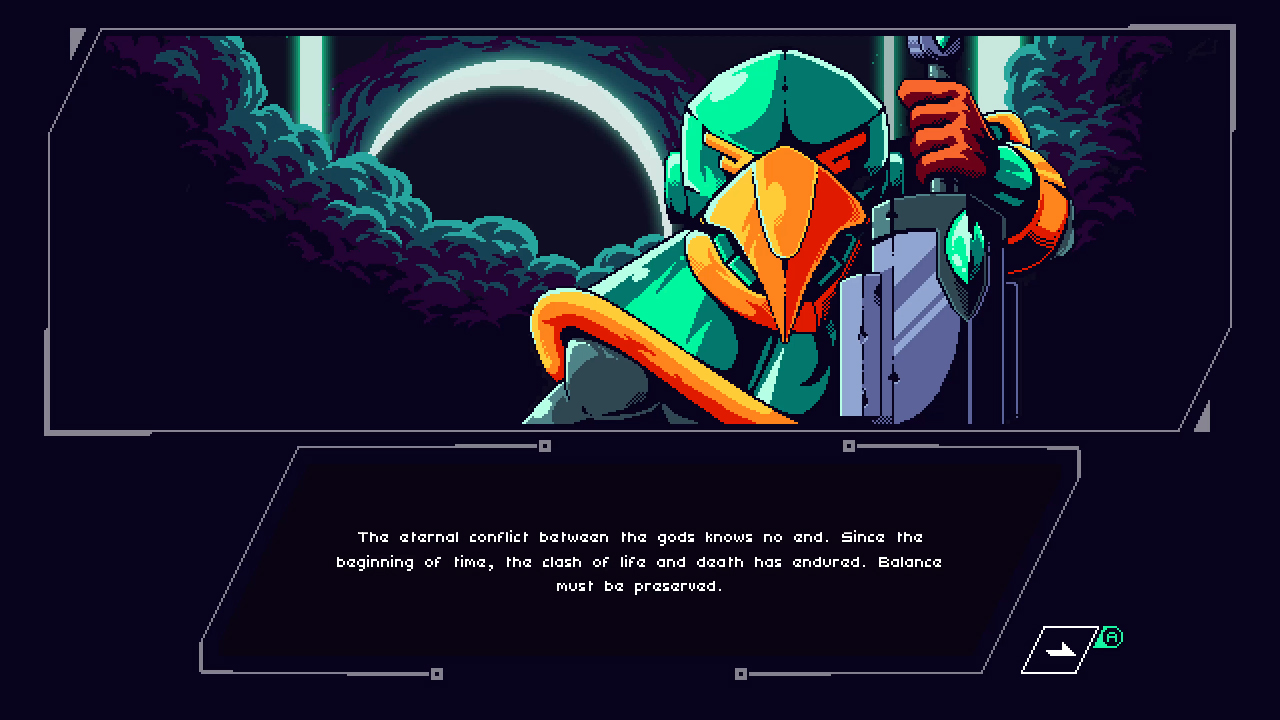 The eternal conflict between the gods knows no end. Since the
beginning of time, the clash of life and death has endured. Balance
must be preserved.
A